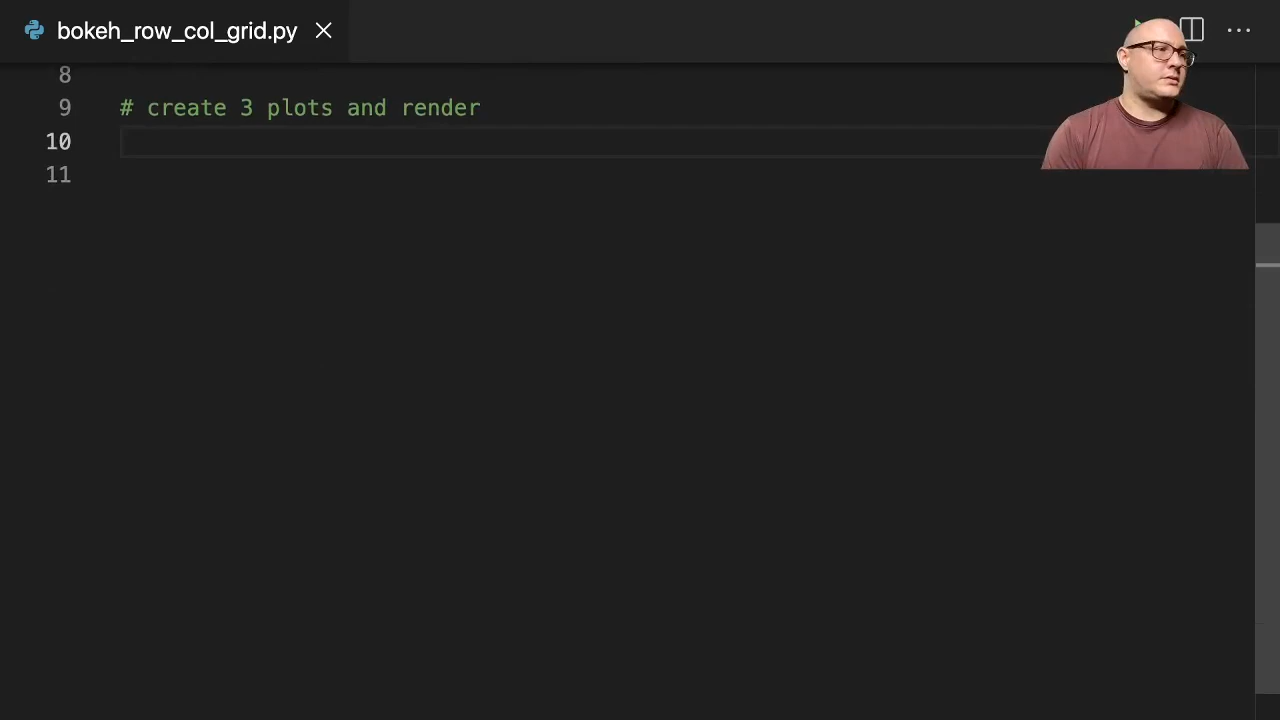 bokeh_row_col_grid.py
8
9 # create 3 plots and render
10
11